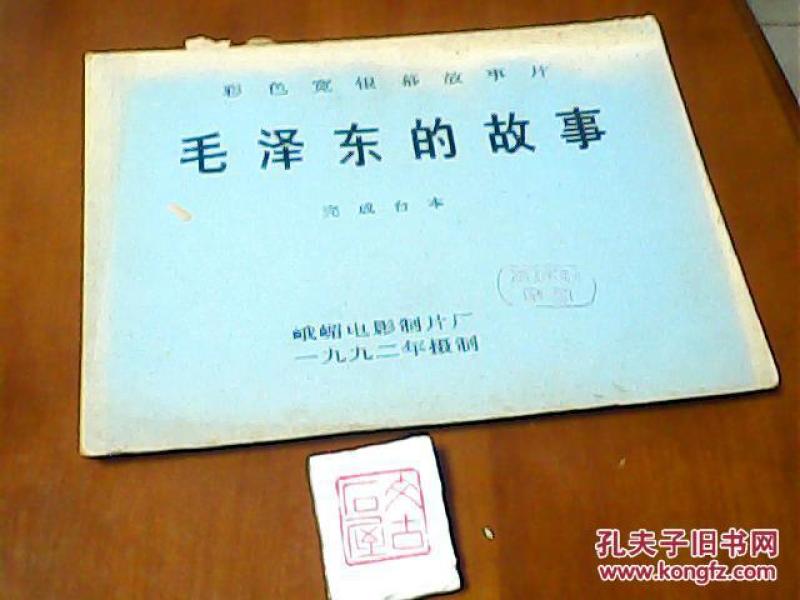 彩色宽银幕故事片
毛泽东的故事
完成台本
峨嵋电影制片厂
一九九二年摄制
孔夫子旧书网
www.kongfz.com